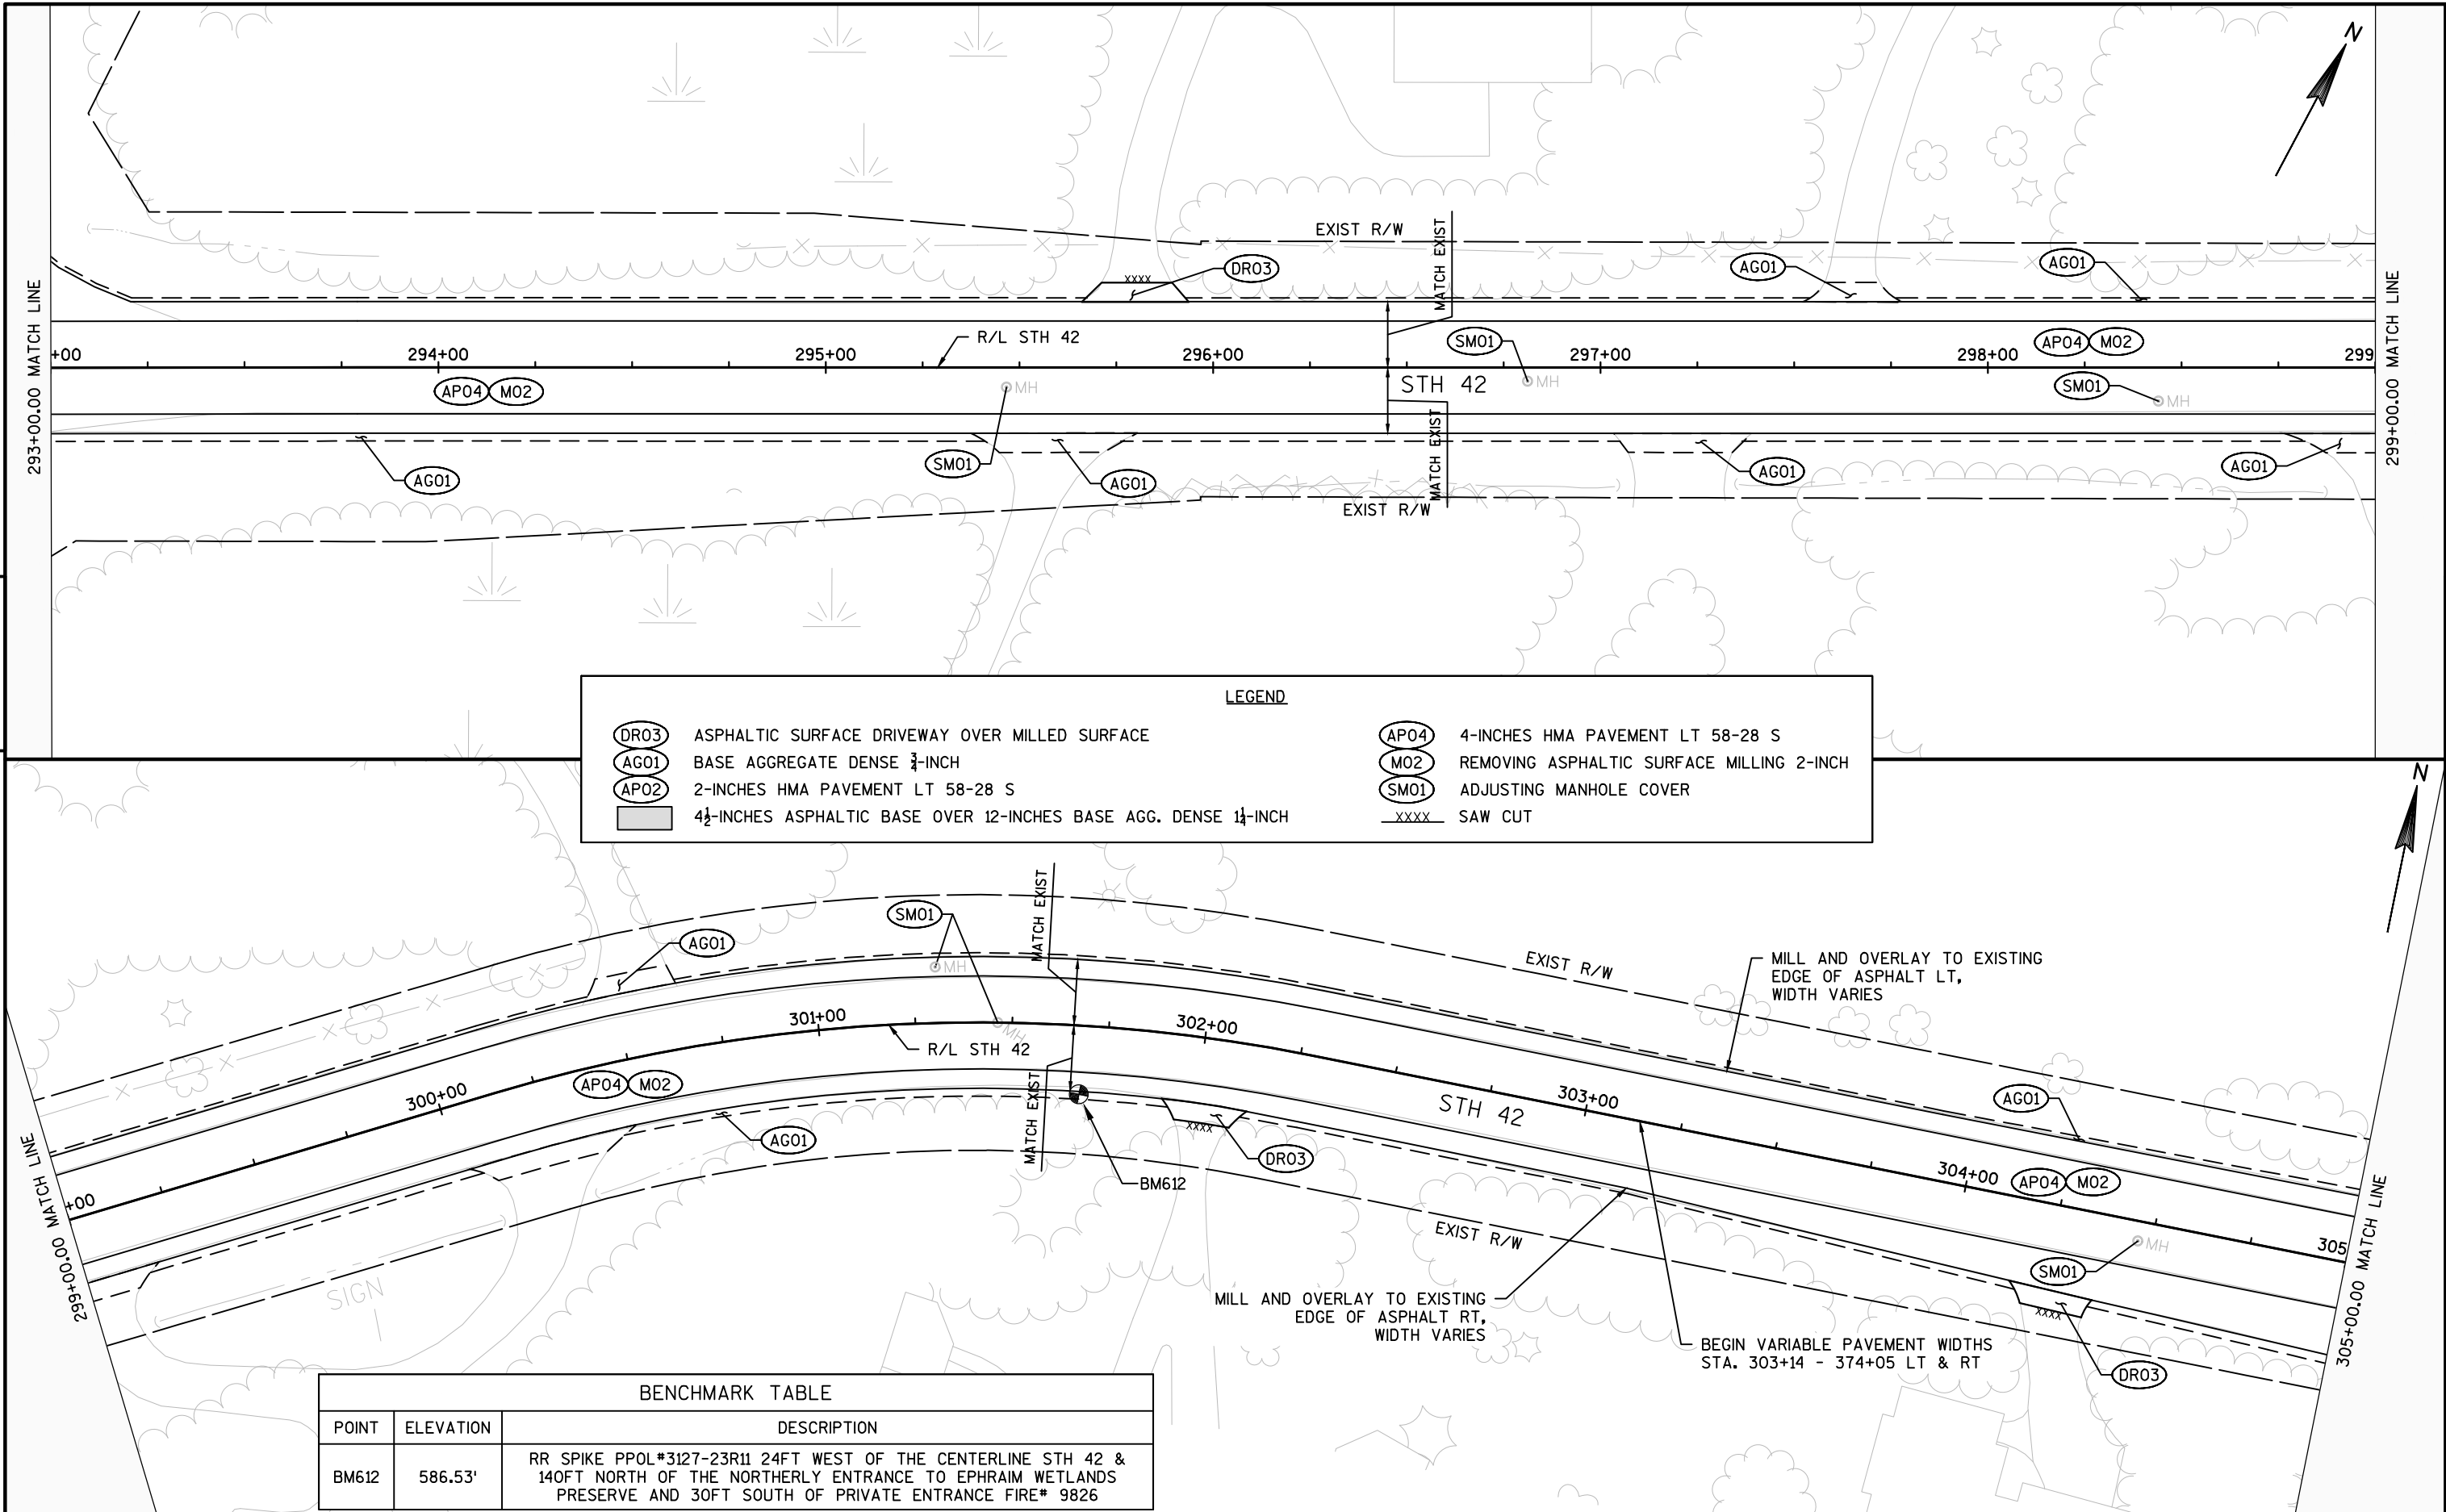 N
EXIST R/W
MATCH EXIST
DR03
AG01
AG01
R/L STH 42
SM01
AP04 M02
293+00.00 MATCH LINE
299+00.00 MATCH LINE
+00
294+00
295+00
296+00
297+00
298+00
299
XXXX
AP04 M02
MH
STH 42
MH
SM01
MH
SM01
MATCH EXIST
AG01
AG01
AG01
AG01
EXIST R/W
LEGEND
DR03 ASPHALTIC SURFACE DRIVEWAY OVER MILLED SURFACE
AG01 BASE AGGREGATE DENSE 3/4-INCH
AP02 2-INCHES HMA PAVEMENT LT 58-28 S
4 1/2-INCHES ASPHALTIC BASE OVER 12-INCHES BASE AGG. DENSE 1 1/4-INCH
AP04 4-INCHES HMA PAVEMENT LT 58-28 S
M02 REMOVING ASPHALTIC SURFACE MILLING 2-INCH
SM01 ADJUSTING MANHOLE COVER
XXXX SAW CUT
N
MATCH EXIST
SM01
AG01
MH
EXIST R/W
MILL AND OVERLAY TO EXISTING
EDGE OF ASPHALT LT,
WIDTH VARIES
301+00
302+00
MH
R/L STH 42
AP04 M02
300+00
MATCH EXIST
303+00
STH 42
AG01
AG01
XXXX
DR03
BM612
304+00
AP04 M02
299+00.00 MATCH LINE
+00
305
305+00.00 MATCH LINE
EXIST R/W
MH
SM01
SIGN
MILL AND OVERLAY TO EXISTING
EDGE OF ASPHALT RT,
WIDTH VARIES
XXXX
BEGIN VARIABLE PAVEMENT WIDTHS
STA. 303+14 - 374+05 LT & RT
DR03
BENCHMARK TABLE
POINT ELEVATION DESCRIPTION
BM612 586.53' RR SPIKE PPOL#3127-23R11 24FT WEST OF THE CENTERLINE STH 42 &
140FT NORTH OF THE NORTHERLY ENTRANCE TO EPHRAIM WETLANDS
PRESERVE AND 30FT SOUTH OF PRIVATE ENTRANCE FIRE# 9826